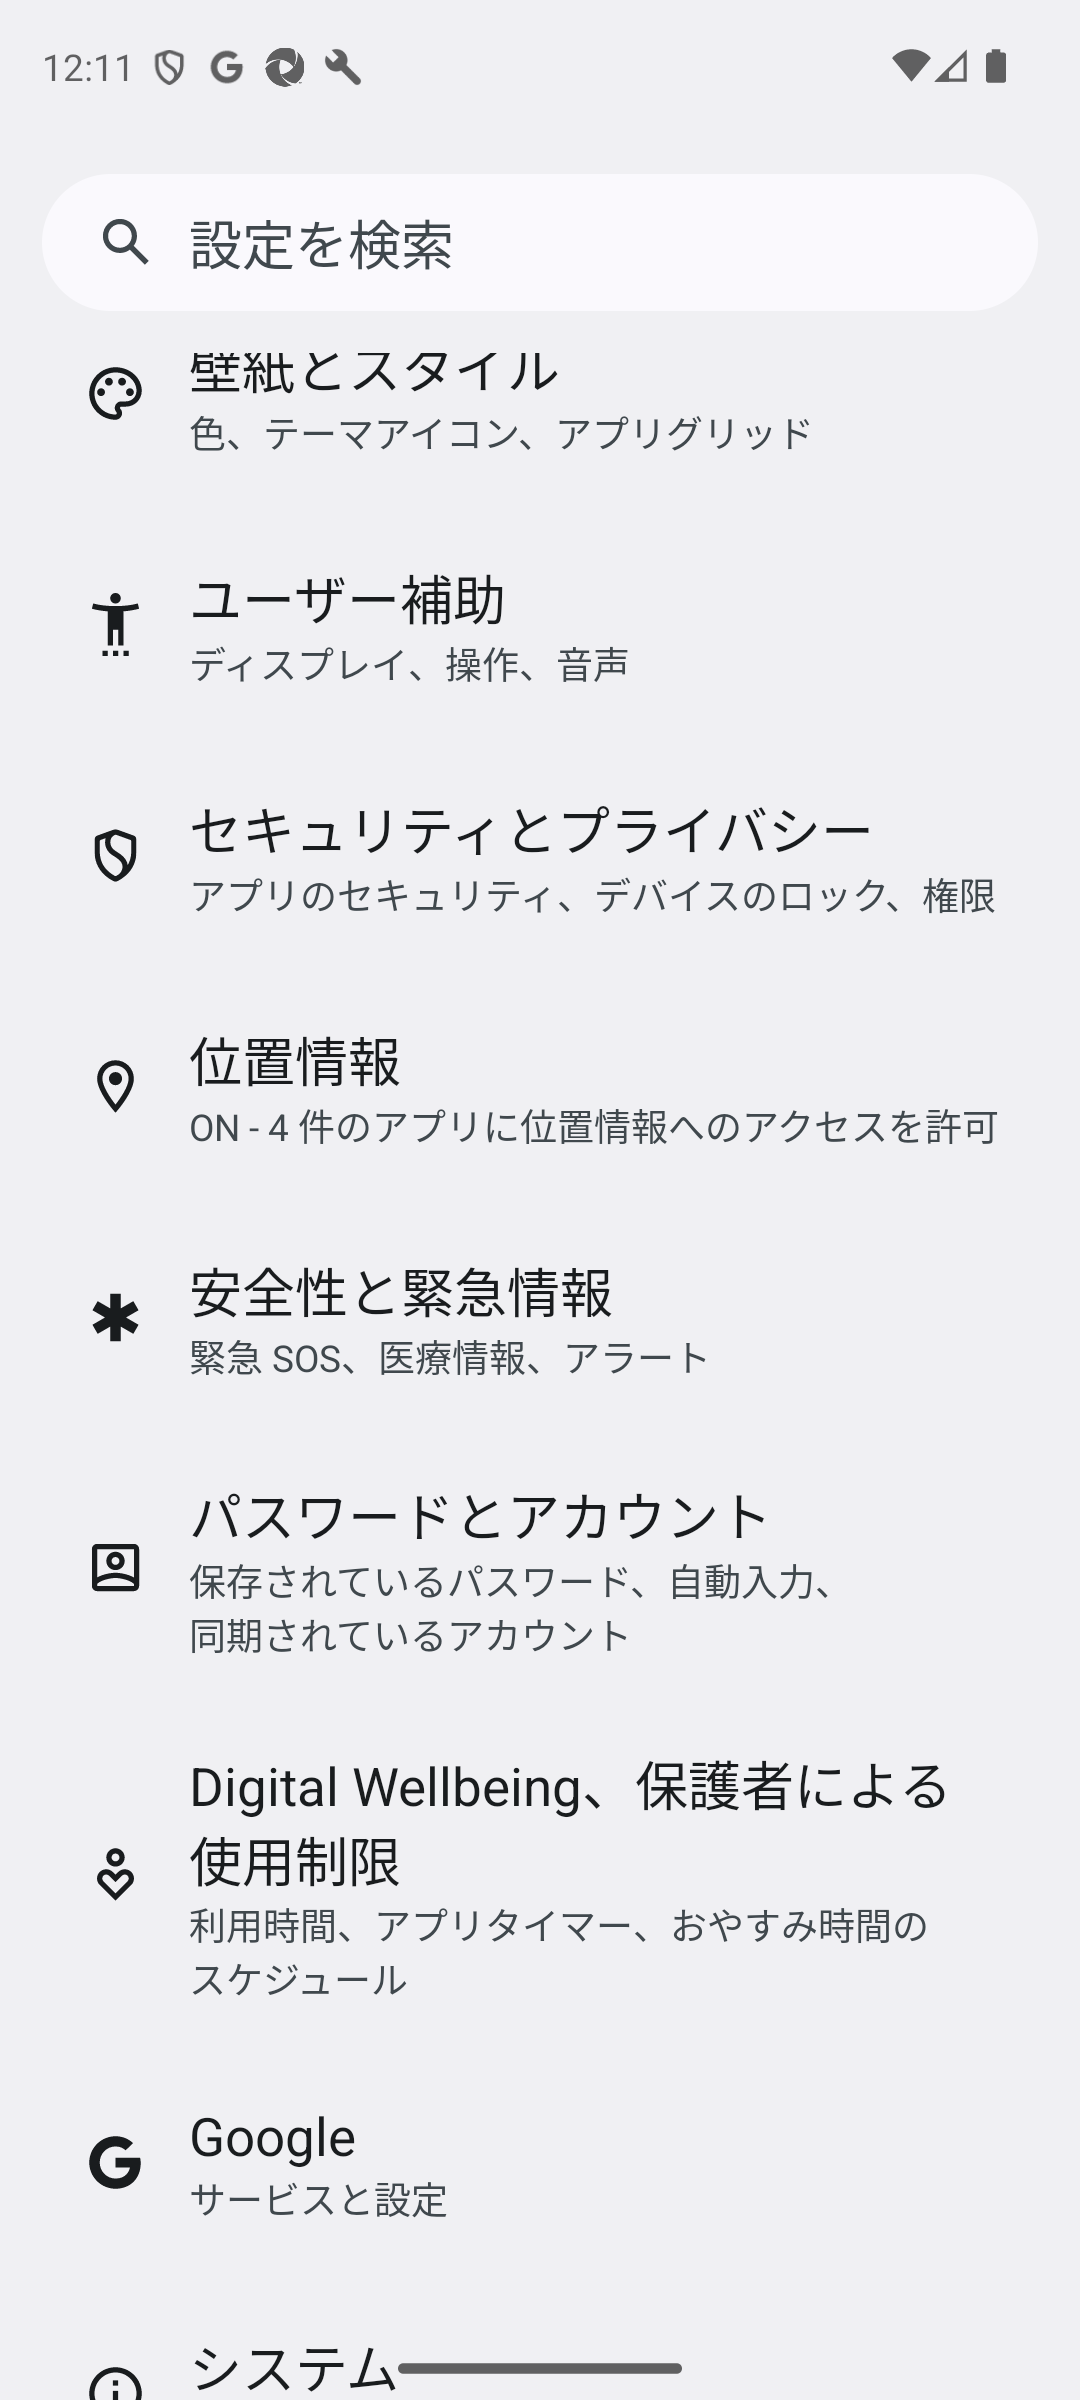 12:11
設定を検索
壁紙とスタイル
色、テーマアイコン、アプリグリッド
ユーザー補助
ディスプレイ、操作、音声
セキュリティとプライバシー
アプリのセキュリティ、デバイスのロック、権限
位置情報
ON - 4 件のアプリに位置情報へのアクセスを許可
安全性と緊急情報
緊急 SOS、医療情報、アラート
パスワードとアカウント
保存されているパスワード、自動入力、
同期されているアカウント
Digital Wellbeing、保護者による
使用制限
利用時間、アプリタイマー、おやすみ時間の
スケジュール
Google
サービスと設定
システム